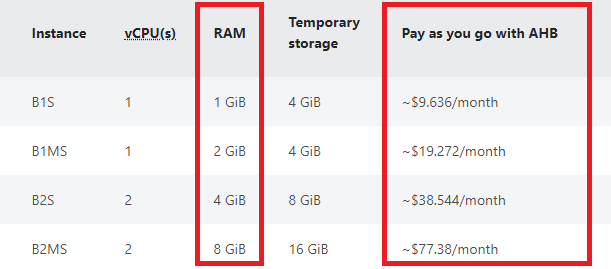 Instance vCPU(s) RAM Temporary storage Pay as you go with AHB
B1S 1 1 GiB 4 GiB ~$9.636/month
B1MS 1 2 GiB 4 GiB ~$19.272/month
B2S 2 4 GiB 8 GiB ~$38.544/month
B2MS 2 8 GiB 16 GiB ~$77.38/month